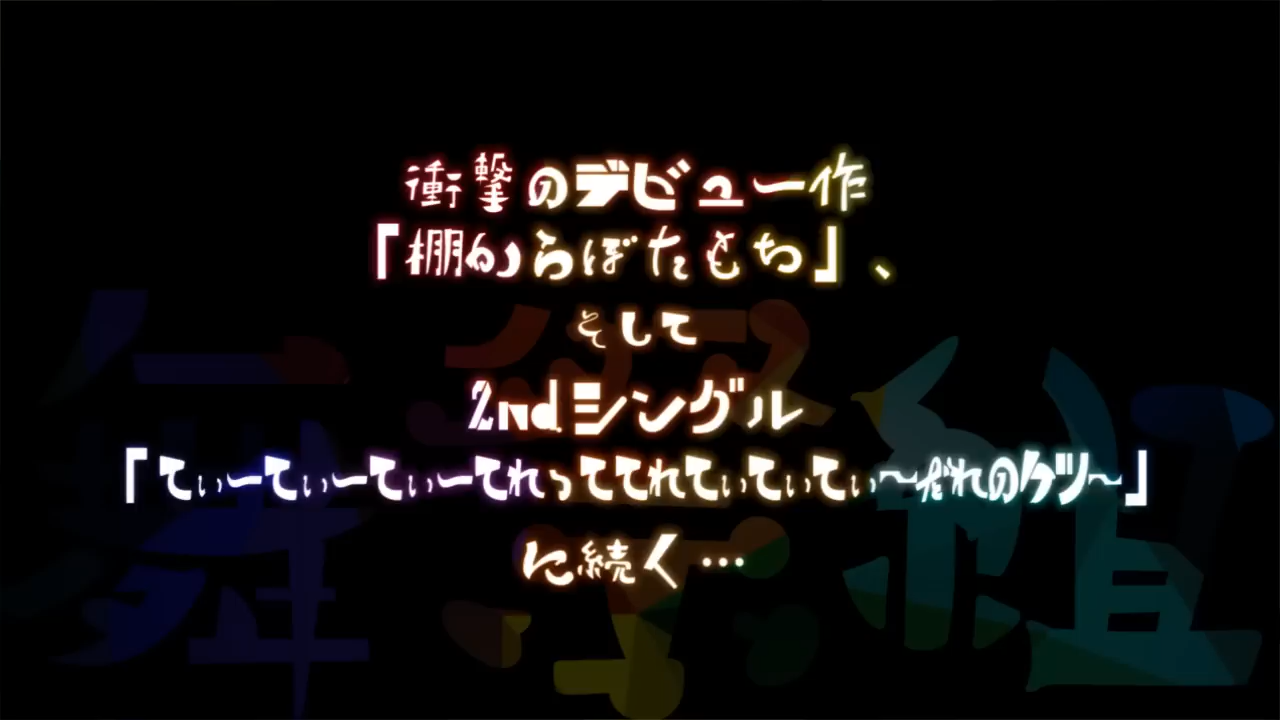 衝撃のデビュー作
「棚からぼたもち」、
そして
2ndシングル
「てぃーてぃーてぃーてれっててれてぃてぃてぃ〜だれのケツ〜」
に続く…